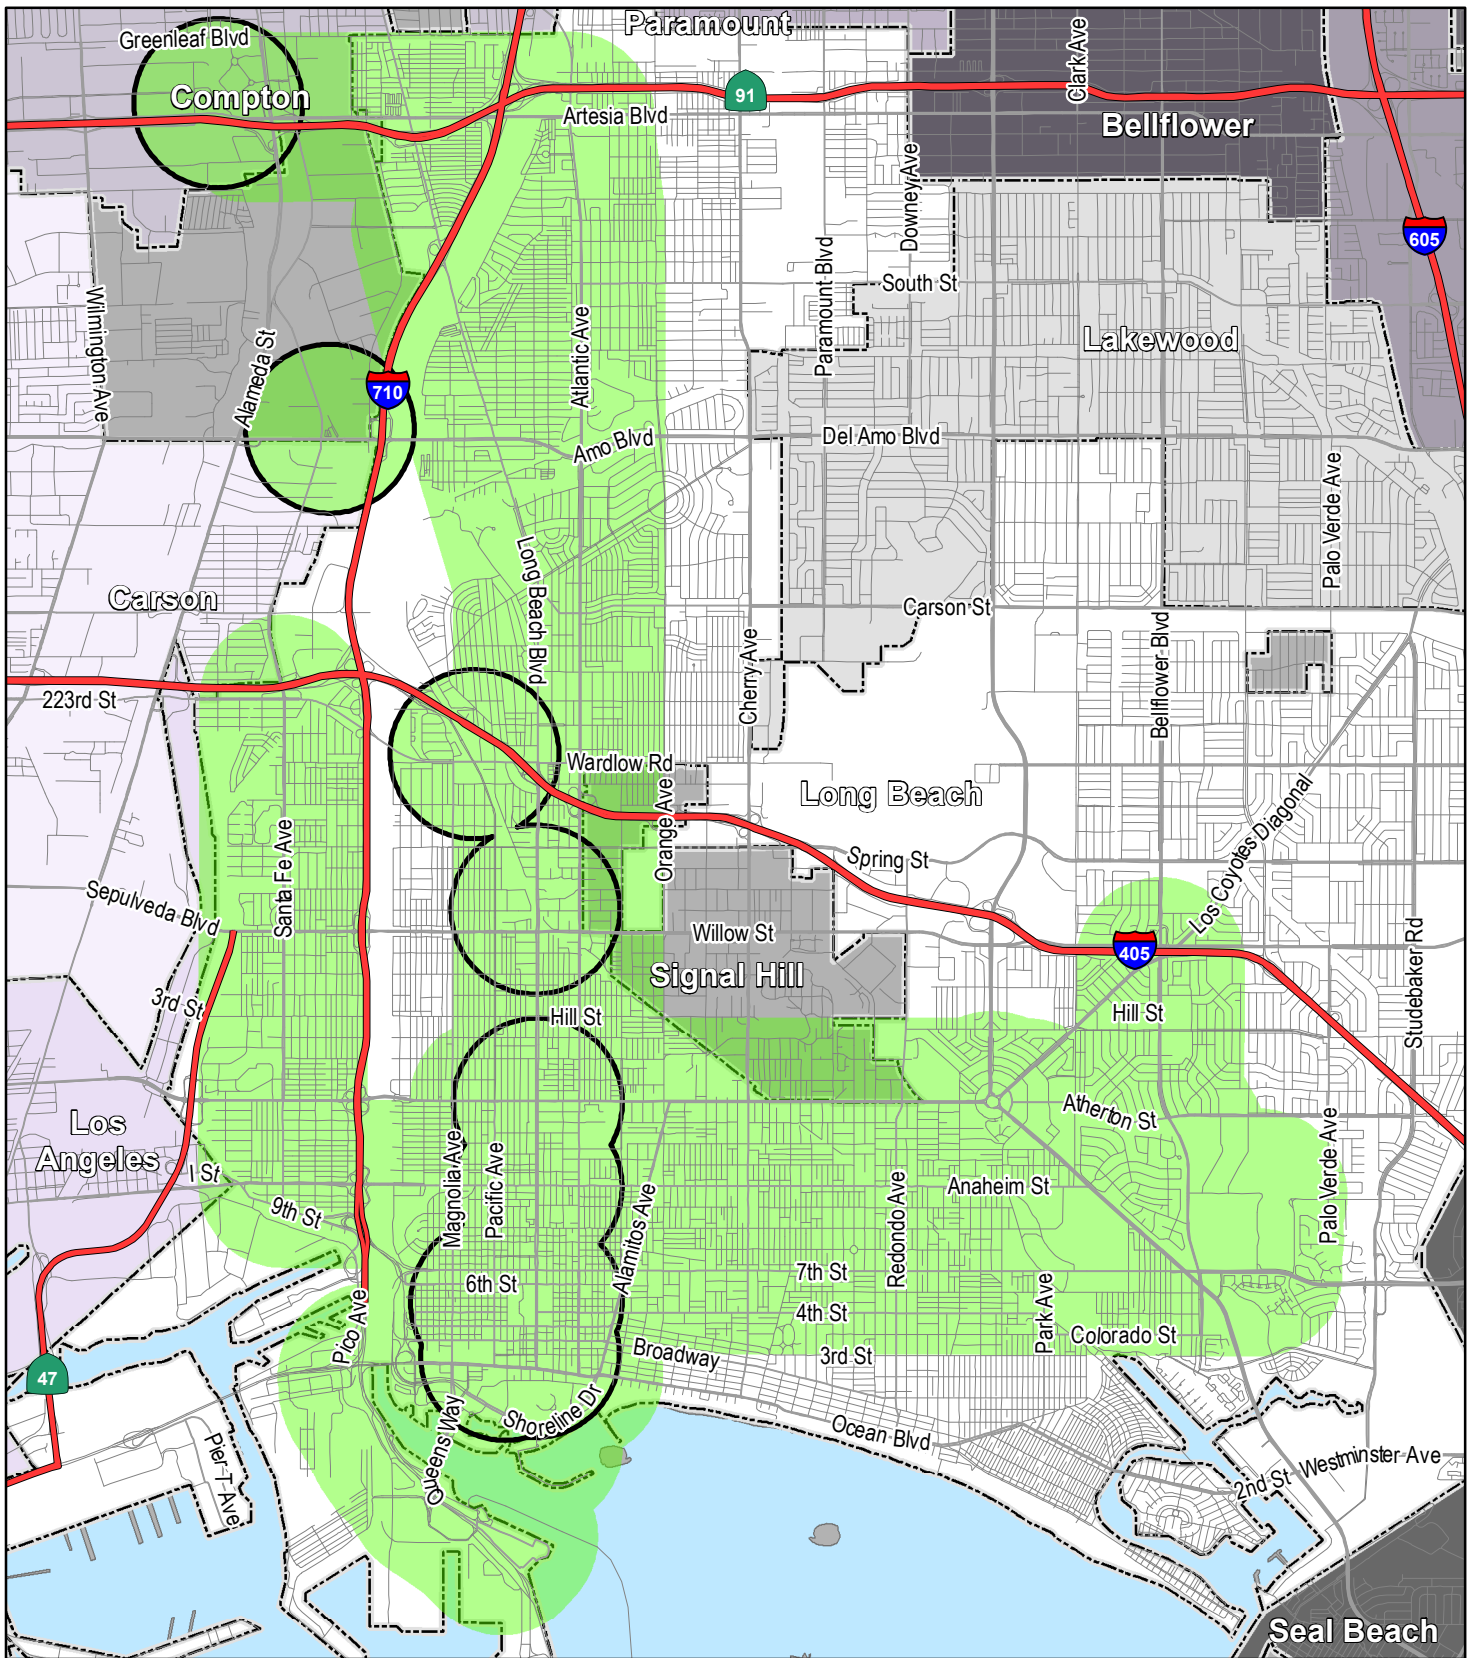 Paramount
Greenleaf Blvd
Clark Ave
Compton
91
Artesia Blvd
Bellflower
Downey Ave
605
Paramount Blvd
South St
Wilmington Ave
Alameda St
Atlantic Ave
Lakewood
710
Amo Blvd
Del Amo Blvd
Palo Verde Ave
Long Beach Blvd
Carson
Carson St
Cherry Ave
Bellflower Blvd
223rd St
Wardlow Rd
Long Beach
Orange Ave
Los Coyotes Diagonal
Santa Fe Ave
Spring St
Sepulveda Blvd
Willow St
Studebaker Rd
405
Signal Hill
3rd St
Hill St
Hill St
Los
Angeles
Atherton St
Magnolia Ave
Pacific Ave
Palo Verde Ave
I St
Alamitos Ave
Redondo Ave
Anaheim St
9th St
6th St
7th St
Park Ave
4th St
Pico Ave
Colorado St
Broadway
3rd St
47
Queens Way
Shoreline Dr
Ocean Blvd
Pier T Ave
2nd St
Westminster Ave
Seal Beach